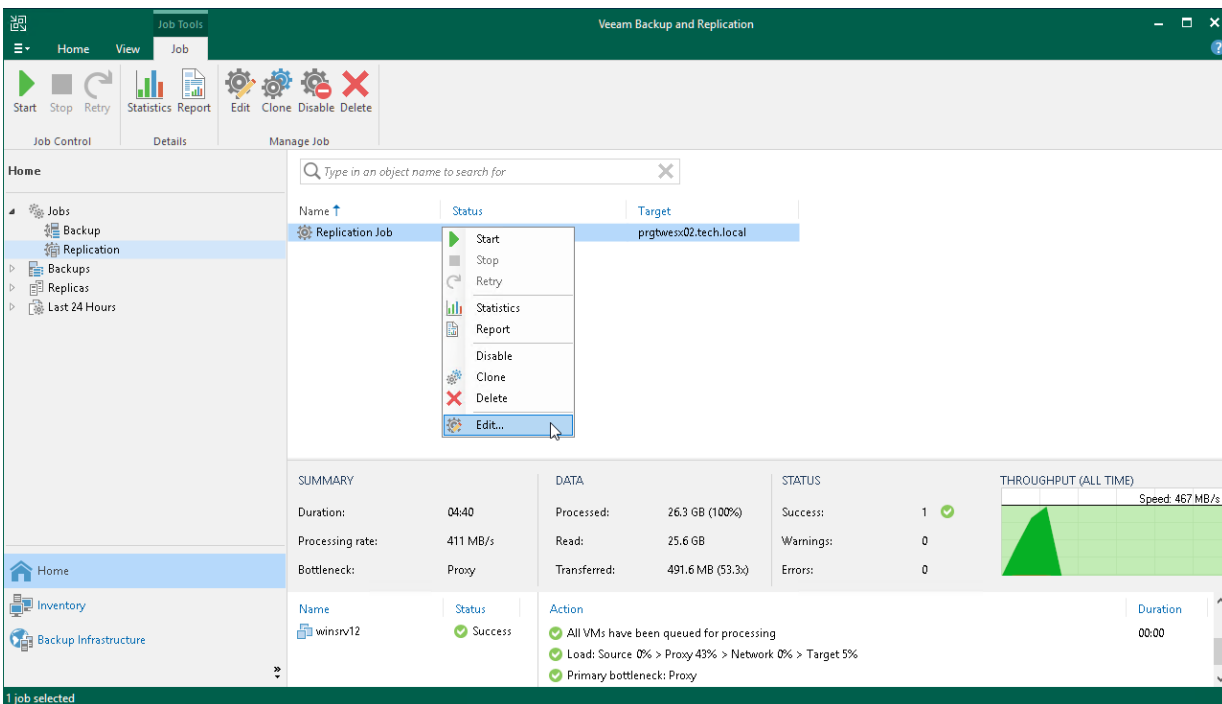 Job Tools
Veeam Backup and Replication
Home View Job
Start Stop Retry Statistics Report Edit Clone Disable Delete
Job Control Details Manage Job
Home
Type in an object name to search for
Jobs
Backup
Replication
Backups
Replicas
Last 24 Hours
Name Status Target
Replication Job prgtwesx02.tech.local
Start
Stop
Retry
Statistics
Report
Disable
Clone
Delete
Edit...
SUMMARY DATA STATUS THROUGHPUT (ALL TIME)
Speed: 467 MB/s
Duration: 04:40 Processed: 26.3 GB (100%) Success: 1
Processing rate: 411 MB/s Read: 25.6 GB Warnings: 0
Bottleneck: Proxy Transferred: 491.6 MB (53.3x) Errors: 0
Home
Inventory
Backup Infrastructure
Name Status Action Duration
winsrv12 Success All VMs have been queued for processing 00:00
Load: Source 0% > Proxy 43% > Network 0% > Target 5%
Primary bottleneck: Proxy
1 job selected